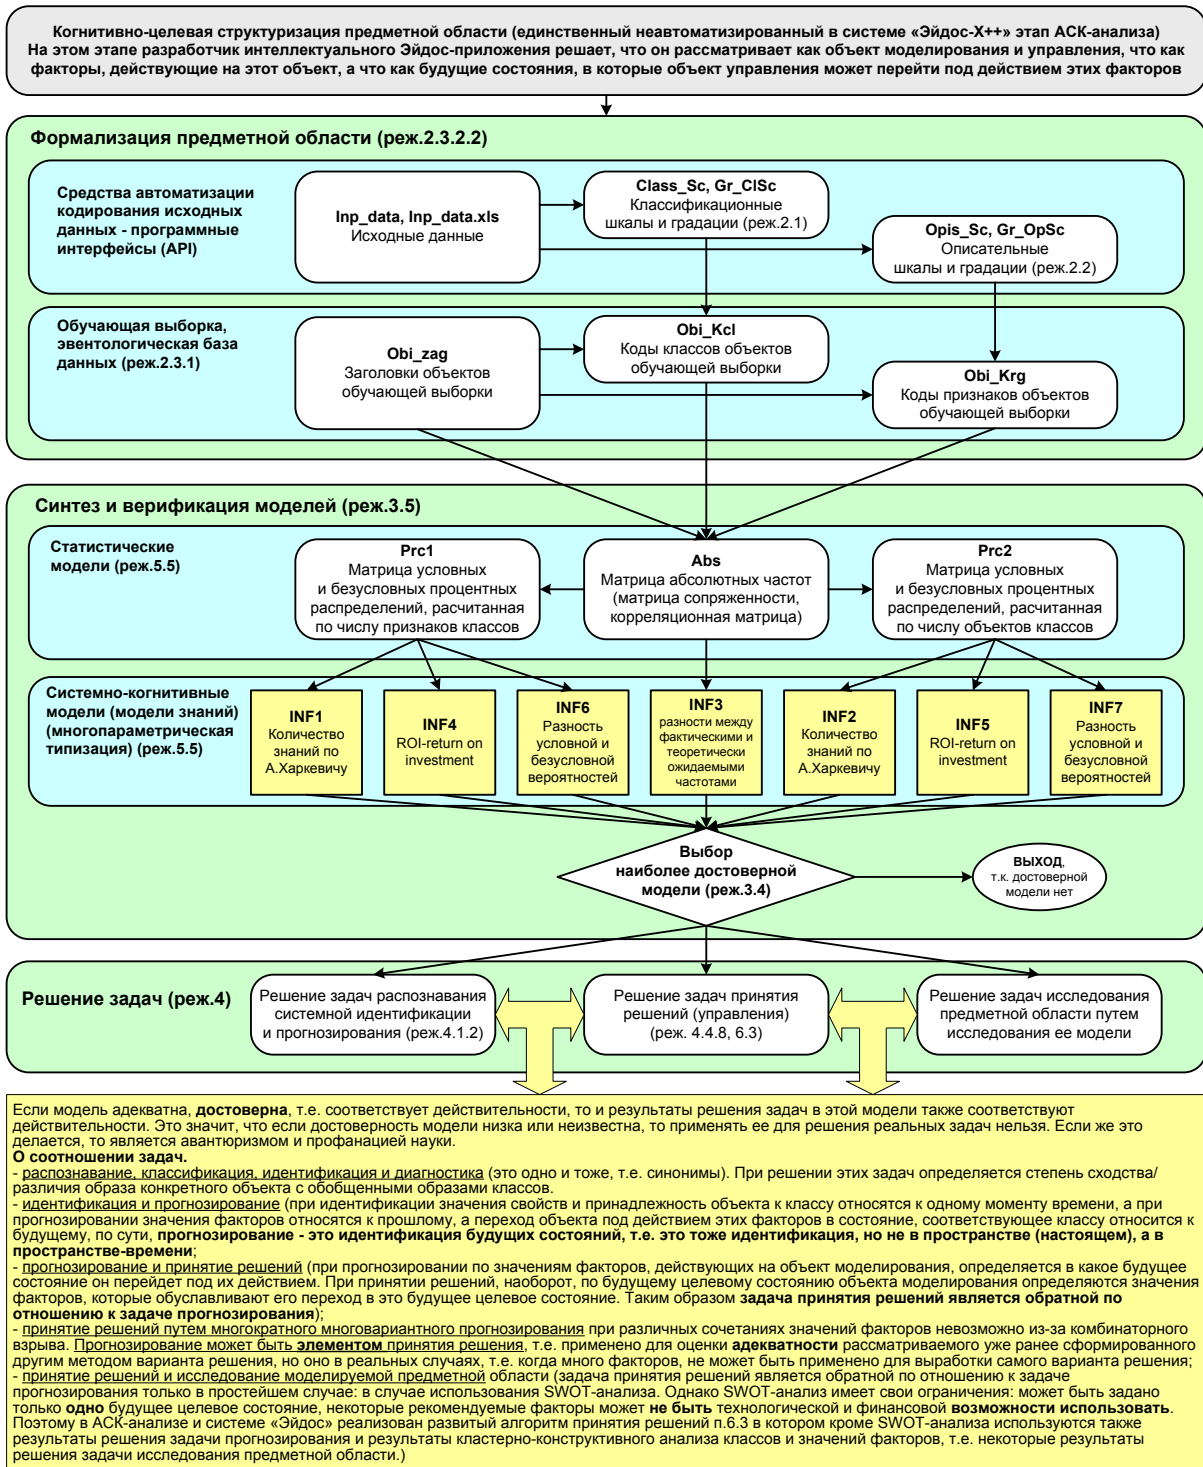 Когнитивно-целевая структуризация предметной области (единственный неавтоматизированный в системе «Эйдос-Х++» этап АСК-анализа)
На этом этапе разработчик интеллектуального Эйдос-приложения решает, что он рассматривает как объект моделирования и управления, что как
факторы, действующие на этот объект, а что как будущие состояния, в которые объект управления может перейти под действием этих факторов
Формализация предметной области (реж.2.3.2.2)
Средства автоматизации
кодирования исходных
данных - программные
интерфейсы (API)
Inp_data, Inp_data.xls
Исходные данные
Class_Sc, Gr_ClSc
Классификационные
шкалы и градации (реж.2.1)
Opis_Sc, Gr_OpSc
Описательные
шкалы и градации (реж.2.2)
Обучающая выборка,
эвентологическая база
данных (реж.2.3.1)
Obi_zag
Заголовки объектов
обучающей выборки
Obi_Kcl
Коды классов объектов
обучающей выборки
Obi_Krg
Коды признаков объектов
обучающей выборки
Синтез и верификация моделей (реж.3.5)
Статистические
модели (реж.5.5)
Prc1
Матрица условных
и безусловных процентных
распределений, расчитанная
по числу признаков классов
Abs
Матрица абсолютных частот
(матрица сопряженности,
корреляционная матрица)
Prc2
Матрица условных
и безусловных процентных
распределений, расчитанная
по числу объектов классов
Системно-когнитивные
модели (модели знаний)
(многопараметрическая
типизация) (реж.5.5)
INF1
Количество
знаний по
А.Харкевичу
INF4
ROI-return on
investment
INF6
Разность
условной и
безусловной
вероятностей
INF3
разности между
фактическими и
теоретически
ожидаемыми
частотами
INF2
Количество
знаний по
А.Харкевичу
INF5
ROI-return on
investment
INF7
Разность
условной и
безусловной
вероятностей
Выбор
наиболее достоверной
модели (реж.3.4)
ВЫХОД,
т.к. достоверной
модели нет
Решение задач (реж.4)
Решение задач распознавания
системной идентификации
и прогнозирования (реж.4.1.2)
Решение задач принятия
решений (управления)
(реж. 4.4.8, 6.3)
Решение задач исследования
предметной области путем
исследования ее модели
Если модель адекватна, достоверна, т.е. соответствует действительности, то и результаты решения задач в этой модели также соответствуют
действительности. Это значит, что если достоверность модели низка или неизвестна, то применять ее для решения реальных задач нельзя. Если же это
делается, то является авантюризмом и профанацией науки.
О соотношении задач.
- распознавание, классификация, идентификация и диагностика (это одно и тоже, т.е. синонимы). При решении этих задач определяется степень сходства/
различия образа конкретного объекта с обобщенными образами классов.
- идентификация и прогнозирование (при идентификации значения свойств и принадлежность объекта к классу относятся к одному моменту времени, а при
прогнозировании значения факторов относятся к прошлому, а переход объекта под действием этих факторов в состояние, соответствующее классу относится к
будущему, по сути, прогнозирование - это идентификация будущих состояний, т.е. это тоже идентификация, но не в пространстве (настоящем), а в
пространстве-времени;
- прогнозирование и принятие решений (при прогнозировании по значениям факторов, действующих на объект моделирования, определяется в какое будущее
состояние он перейдет под их действием. При принятии решений, наоборот, по будущему целевому состоянию объекта моделирования определяются значения
факторов, которые обуславливают его переход в это будущее целевое состояние. Таким образом задача принятия решений является обратной по
отношению к задаче прогнозирования);
- принятие решений путем многократного многовариантного прогнозирования при различных сочетаниях значений факторов невозможно из-за комбинаторного
взрыва. Прогнозирование может быть элементом принятия решения, т.е. применено для оценки адекватности рассматриваемого уже ранее сформированного
другим методом варианта решения, но оно в реальных случаях, т.е. когда много факторов, не может быть применено для выработки самого варианта решения;
- принятие решений и исследование моделируемой предметной области (задача принятия решений является обратной по отношению к задаче
прогнозирования только в простейшем случае: в случае использования SWOT-анализа. Однако SWOT-анализ имеет свои ограничения: может быть задано
только одно будущее целевое состояние, некоторые рекомендуемые факторы может не быть технологической и финансовой возможности использовать.
Поэтому в АСК-анализе и системе «Эйдос» реализован развитый алгоритм принятия решений п.6.3 в котором кроме SWOT-анализа используются также
результаты решения задачи прогнозирования и результаты кластерно-конструктивного анализа классов и значений факторов, т.е. некоторые результаты
решения задачи исследования предметной области.)